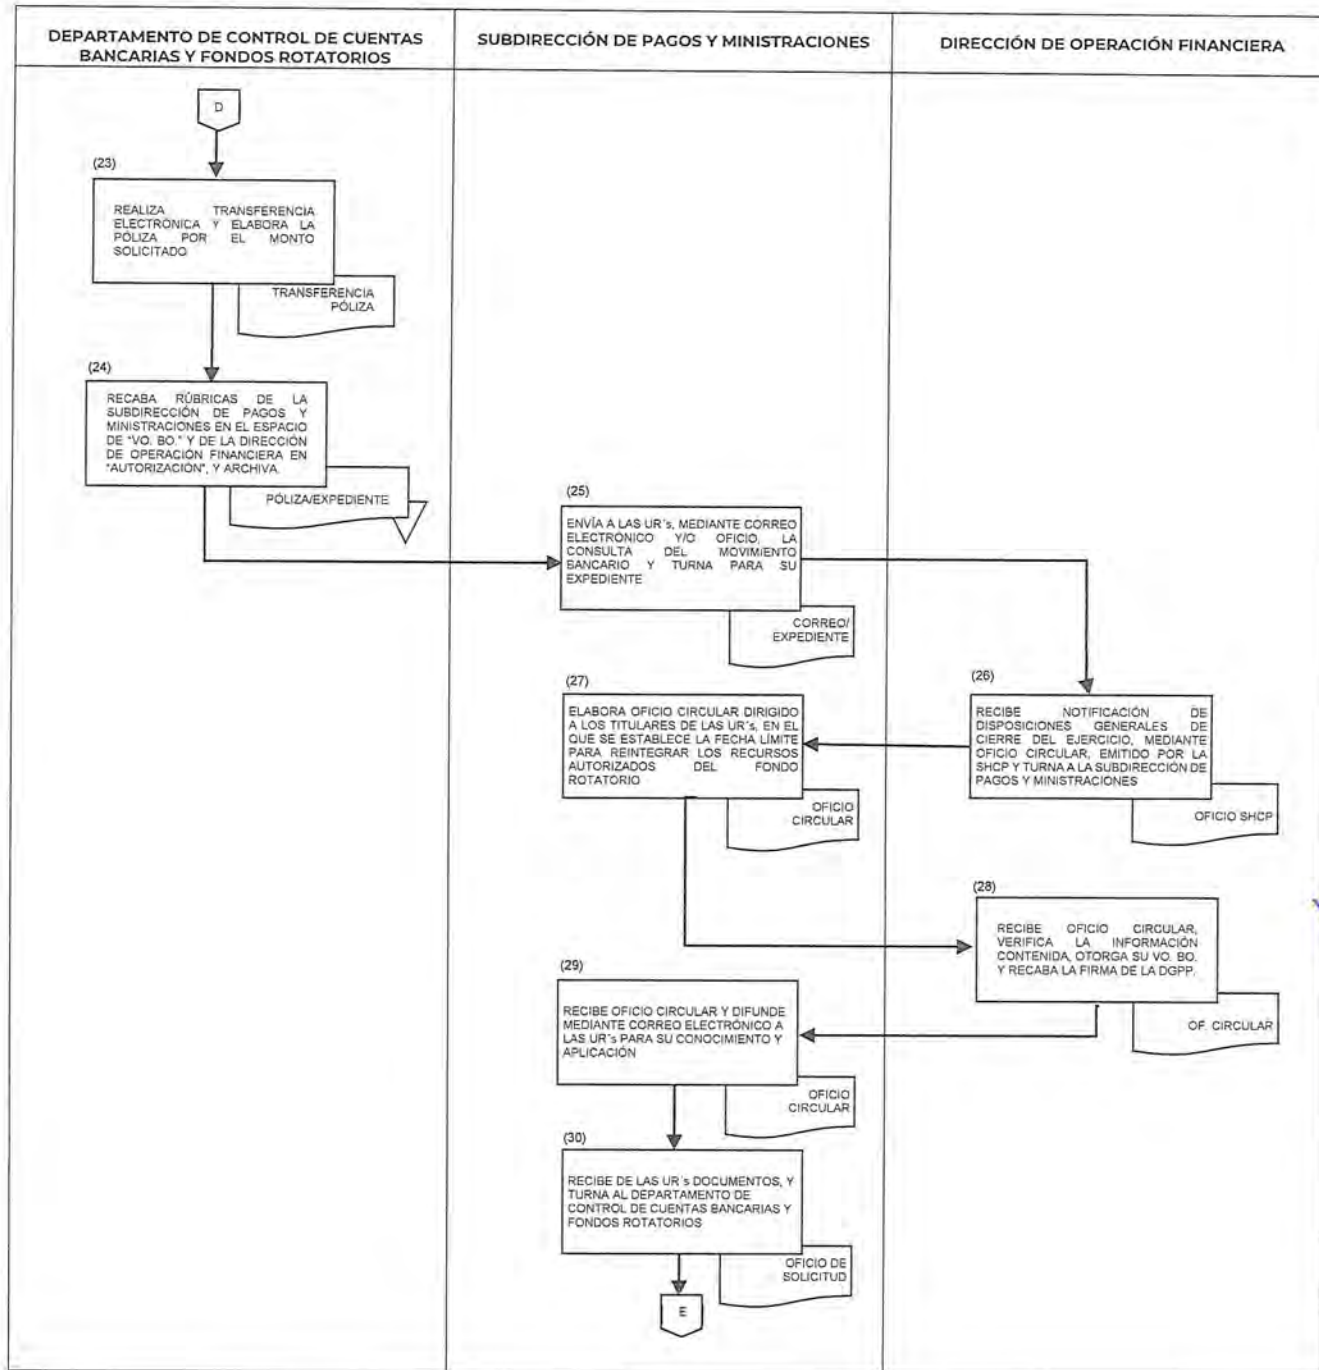 DEPARTAMENTO DE CONTROL DE CUENTAS
BANCARIAS Y FONDOS ROTATORIOS
SUBDIRECCIÓN DE PAGOS Y MINISTRACIONES
DIRECCIÓN DE OPERACIÓN FINANCIERA
D
(23)
REALIZA TRANSFERENCIA
ELECTRÓNICA Y ELABORA LA
PÓLIZA POR EL MONTO
SOLICITADO
TRANSFERENCIA
PÓLIZA
(24)
RECABA RÚBRICAS DE LA
SUBDIRECCIÓN DE PAGOS Y
MINISTRACIONES EN EL ESPACIO
DE "VO. BO." Y DE LA DIRECCIÓN
DE OPERACIÓN FINANCIERA EN
"AUTORIZACIÓN", Y ARCHIVA.
PÓLIZA/EXPEDIENTE
(25)
ENVÍA A LAS UR´s, MEDIANTE CORREO
ELECTRÓNICO Y/O OFICIO, LA
CONSULTA DEL MOVIMIENTO
BANCARIO Y TURNA PARA SU
EXPEDIENTE
CORREO/
EXPEDIENTE
(26)
RECIBE NOTIFICACIÓN DE
DISPOSICIONES GENERALES DE
CIERRE DEL EJERCICIO, MEDIANTE
OFICIO CIRCULAR, EMITIDO POR LA
SHCP Y TURNA A LA SUBDIRECCIÓN DE
PAGOS Y MINISTRACIONES
OFICIO SHCP
(27)
ELABORA OFICIO CIRCULAR DIRIGIDO
A LOS TITULARES DE LAS UR´s, EN EL
QUE SE ESTABLECE LA FECHA LÍMITE
PARA REINTEGRAR LOS RECURSOS
AUTORIZADOS DEL FONDO
ROTATORIO
OFICIO
CIRCULAR
(28)
RECIBE OFICIO CIRCULAR,
VERIFICA LA INFORMACIÓN
CONTENIDA, OTORGA SU VO. BO.
Y RECABA LA FIRMA DE LA DGPP.
OF. CIRCULAR
(29)
RECIBE OFICIO CIRCULAR Y DIFUNDE
MEDIANTE CORREO ELECTRÓNICO A
LAS UR´s PARA SU CONOCIMIENTO Y
APLICACIÓN
OFICIO
CIRCULAR
(30)
RECIBE DE LAS UR´s DOCUMENTOS, Y
TURNA AL DEPARTAMENTO DE
CONTROL DE CUENTAS BANCARIAS Y
FONDOS ROTATORIOS
OFICIO DE
SOLICITUD
E